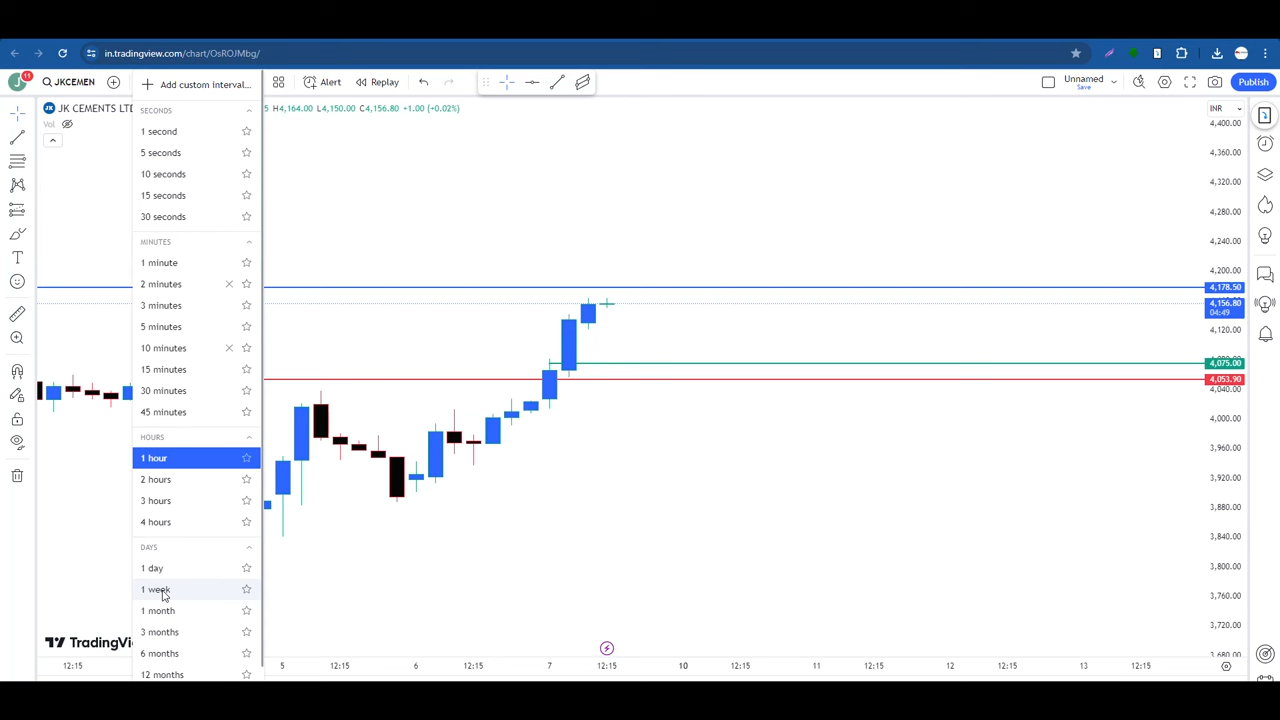 in.tradingview.com/chart/OsROJMbg/
J
11
JKCEMEN
Add custom interval...
Alert
Replay
Unnamed
Save
Publish
JK CEMENTS LTD
5 H4,164.00 L4,150.00 C4,156.80 +1.00 (+0.02%)
INR
Vol
SECONDS
1 second
5 seconds
10 seconds
15 seconds
30 seconds
MINUTES
1 minute
2 minutes
3 minutes
5 minutes
10 minutes
15 minutes
30 minutes
45 minutes
HOURS
1 hour
2 hours
3 hours
4 hours
DAYS
1 day
1 week
1 month
3 months
6 months
12 months
4,400.00
4,360.00
4,320.00
4,280.00
4,240.00
4,200.00
4,178.50
4,156.80
04:49
4,120.00
4,075.00
4,053.90
4,040.00
4,000.00
3,960.00
3,920.00
3,880.00
3,840.00
3,800.00
3,760.00
3,720.00
3,680.00
TradingVi
12:15
5
12:15
6
12:15
7
12:15
10
12:15
11
12:15
12
12:15
13
12:15